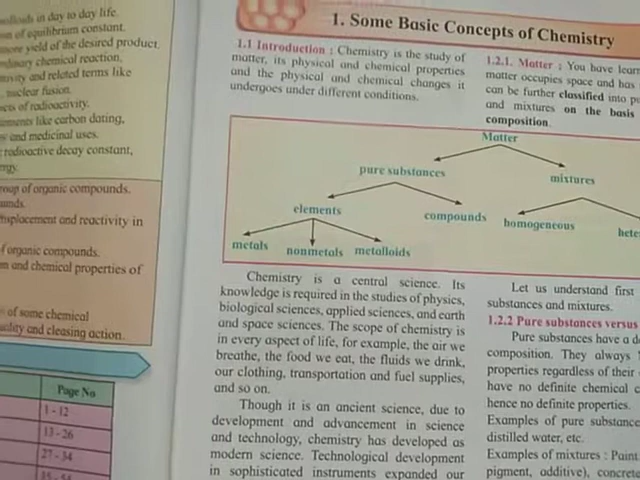 in day to day life.
of equilibrium constant.
more yield of the desired product.
chemical reaction,
and related terms like
nuclear fusion.
of radioactivity.
like carbon dating,
and medicinal uses.
radioactive decay constant,
of organic compounds.
and reactivity in
of organic compounds.
and chemical properties of
of some chemical
and cleasing action.
Page No
1 - 12
13 - 26
27 - 34
1. Some Basic Concepts of Chemistry
1.1 Introduction : Chemistry is the study of
matter, its physical and chemical properties
and the physical and chemical changes it
undergoes under different conditions.
1.2.1. Matter : You have
matter occupies space and has
can be further classified into
and mixtures on the basis
composition.
Matter
pure substances
mixtures
elements
compounds
homogeneous
metals nonmetals metalloids
Chemistry is a central science. Its
knowledge is required in the studies of physics,
biological sciences, applied sciences, and earth
and space sciences. The scope of chemistry is
in every aspect of life, for example, the air we
breathe, the food we eat, the fluids we drink,
our clothing, transportation and fuel supplies,
and so on.
Though it is an ancient science, due to
development and advancement in science
and technology, chemistry has developed as
modern science. Technological development
in sophisticated instruments expanded our
Let us understand first
substances and mixtures.
1.2.2 Pure substances versus
Pure substances have a
composition. They always
properties regardless of their
have no definite chemical
hence no definite properties.
Examples of pure
distilled water, etc.
Examples of mixtures : Paint
pigment, additive),